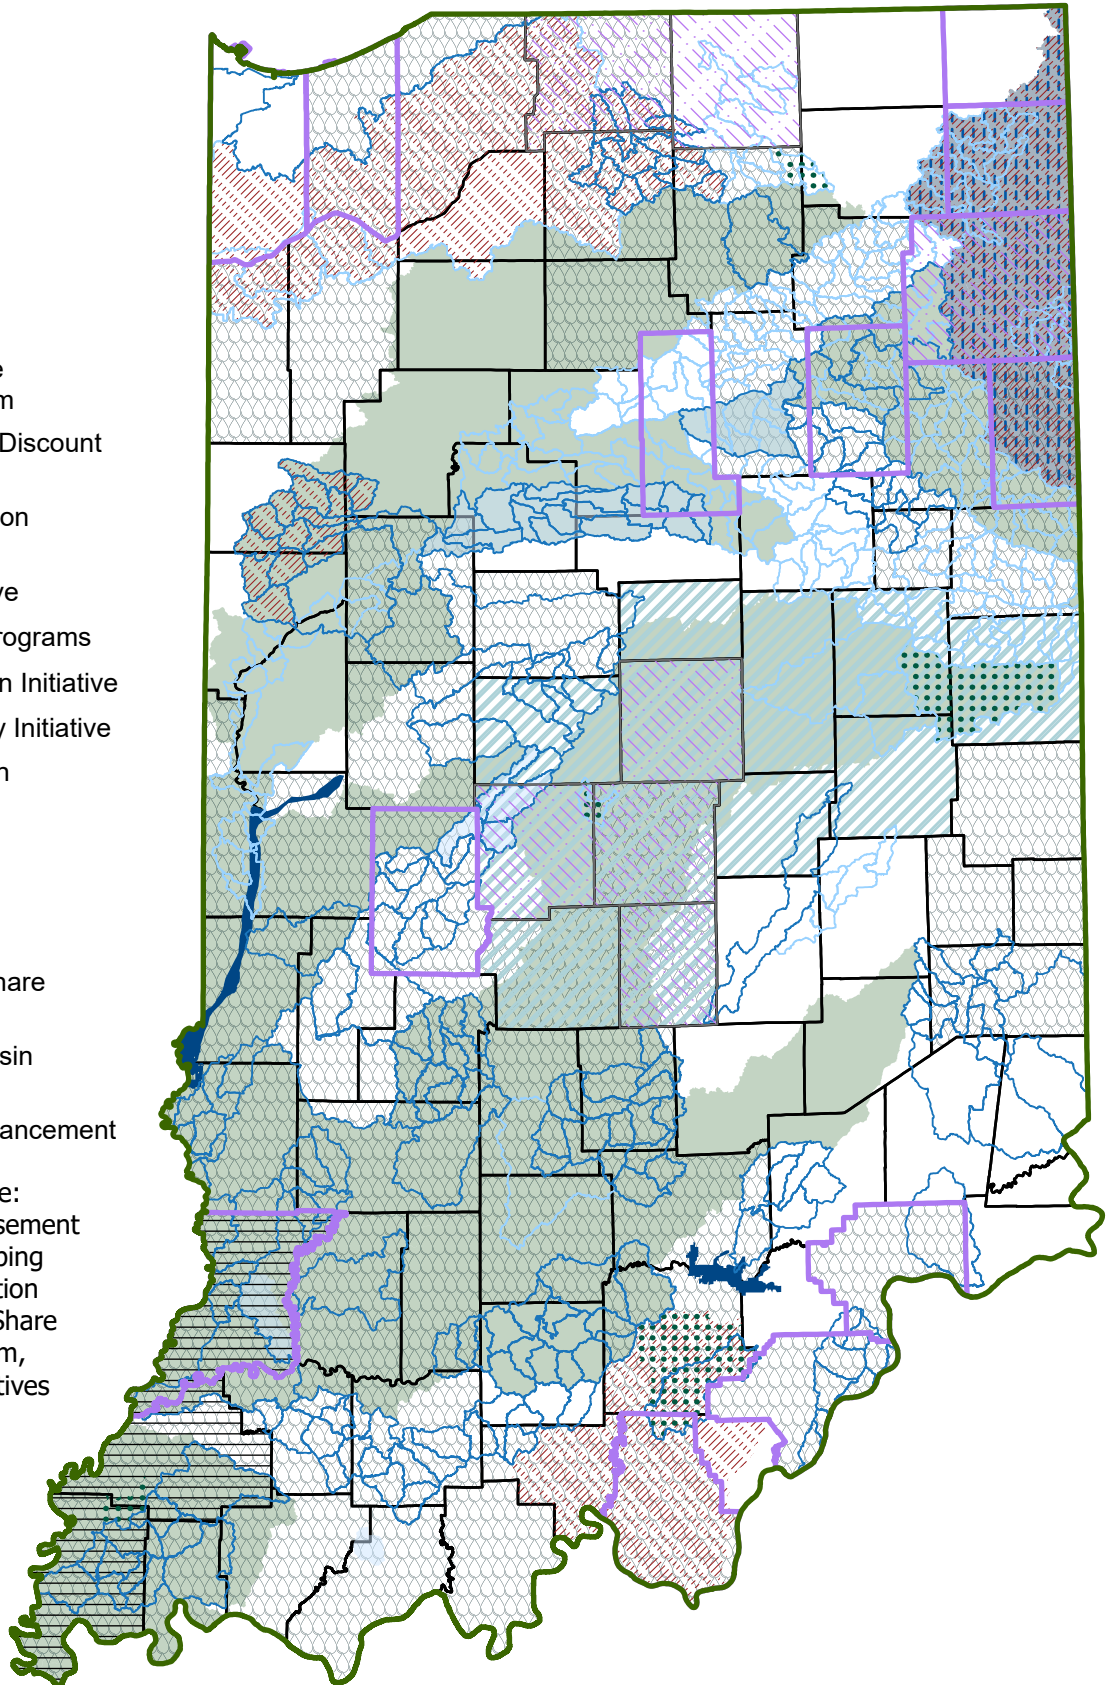 e
m
Discount
on
ve
rograms
n Initiative
y Initiative
n
hare
sin
ancement
e:
sement
ping
tion
Share
m,
tives